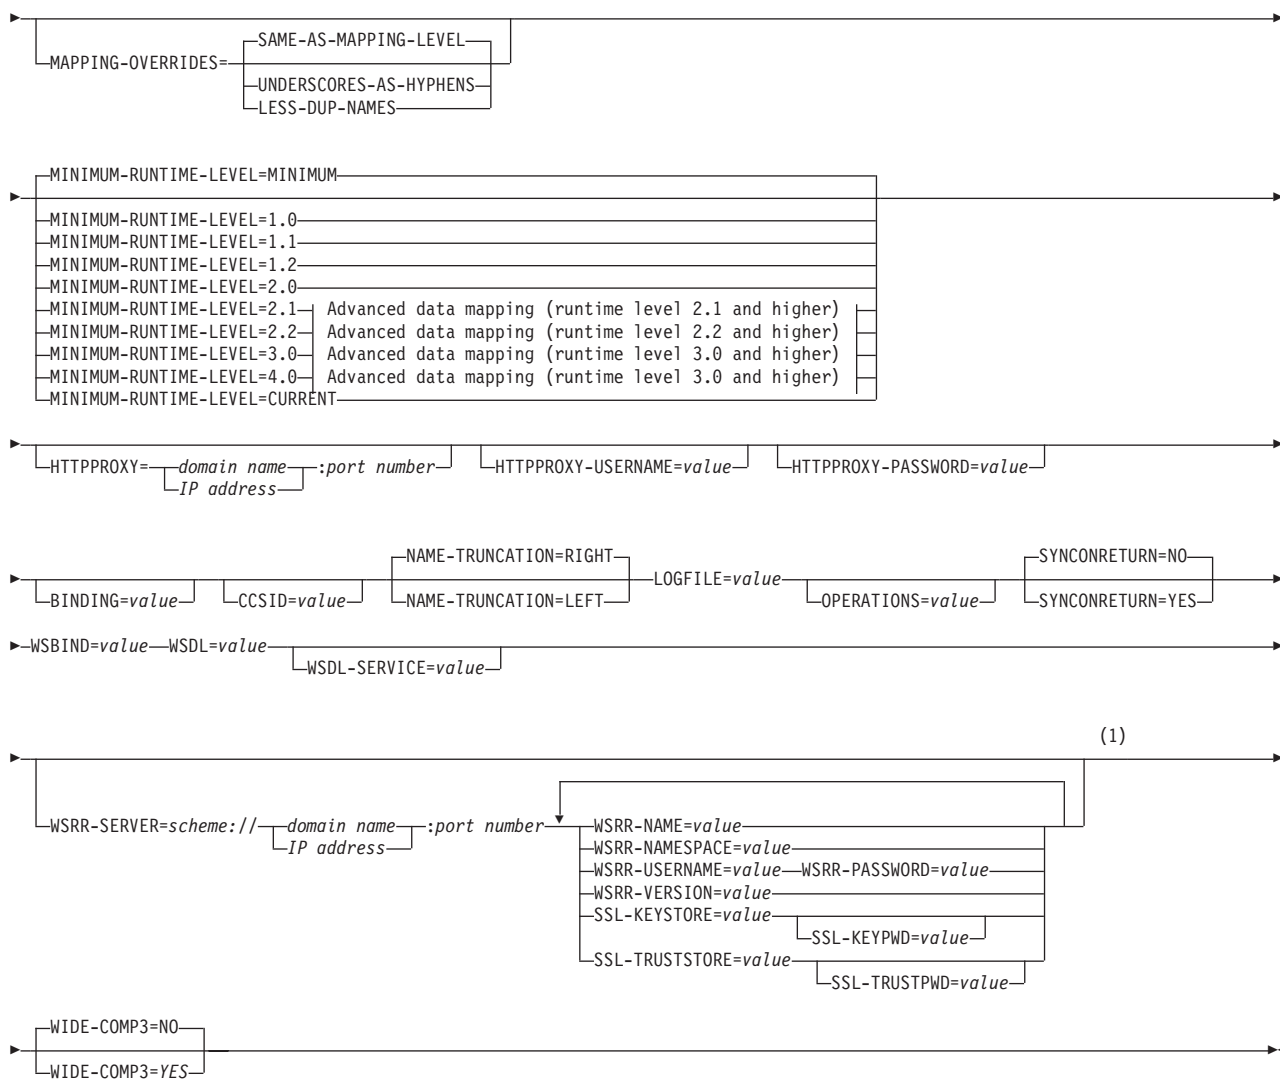 SAME-AS-MAPPING-LEVEL
MAPPING-OVERRIDES=
UNDERSCORES-AS-HYPHENS
LESS-DUP-NAMES
MINIMUM-RUNTIME-LEVEL=MINIMUM
MINIMUM-RUNTIME-LEVEL=1.0
MINIMUM-RUNTIME-LEVEL=1.1
MINIMUM-RUNTIME-LEVEL=1.2
MINIMUM-RUNTIME-LEVEL=2.0
MINIMUM-RUNTIME-LEVEL=2.1 Advanced data mapping (runtime level 2.1 and higher)
MINIMUM-RUNTIME-LEVEL=2.2 Advanced data mapping (runtime level 2.2 and higher)
MINIMUM-RUNTIME-LEVEL=3.0 Advanced data mapping (runtime level 3.0 and higher)
MINIMUM-RUNTIME-LEVEL=4.0 Advanced data mapping (runtime level 3.0 and higher)
MINIMUM-RUNTIME-LEVEL=CURRENT
HTTPPROXY= domain name :port number HTTPPROXY-USERNAME=value HTTPPROXY-PASSWORD=value
IP address
NAME-TRUNCATION=RIGHT SYNCONRETURN=NO
LOGFILE=value
BINDING=value CCSID=value NAME-TRUNCATION=LEFT OPERATIONS=value SYNCONRETURN=YES
WSBIND=value WSDL=value
WSDL-SERVICE=value
(1)
WSRR-SERVER=scheme:// domain name :port number WSRR-NAME=value
IP address WSRR-NAMESPACE=value
WSRR-USERNAME=value WSRR-PASSWORD=value
WSRR-VERSION=value
SSL-KEYSTORE=value
SSL-KEYPWD=value
SSL-TRUSTSTORE=value
SSL-TRUSTPWD=value
WIDE-COMP3=NO
WIDE-COMP3=YES